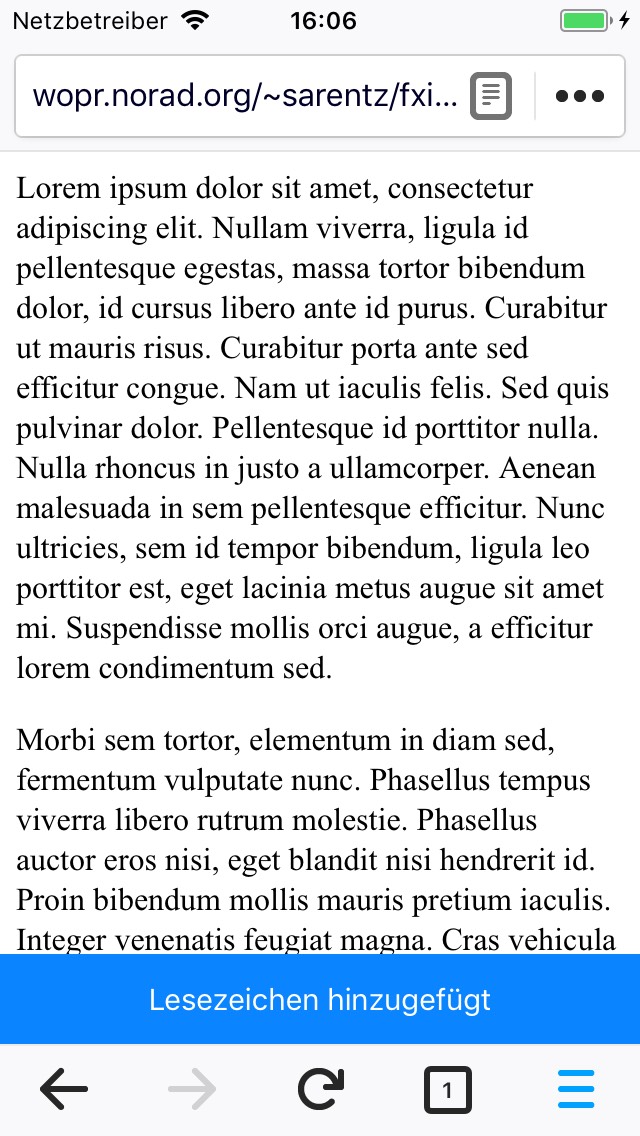 Netzbetreiber 16:06
wopr.norad.org/~sarentz/fxi...
Lorem ipsum dolor sit amet, consectetur
adipiscing elit. Nullam viverra, ligula id
pellentesque egestas, massa tortor bibendum
dolor, id cursus libero ante id purus. Curabitur
ut mauris risus. Curabitur porta ante sed
efficitur congue. Nam ut iaculis felis. Sed quis
pulvinar dolor. Pellentesque id porttitor nulla.
Nulla rhoncus in justo a ullamcorper. Aenean
malesuada in sem pellentesque efficitur. Nunc
ultricies, sem id tempor bibendum, ligula leo
porttitor est, eget lacinia metus augue sit amet
mi. Suspendisse mollis orci augue, a efficitur
lorem condimentum sed.
Morbi sem tortor, elementum in diam sed,
fermentum vulputate nunc. Phasellus tempus
viverra libero rutrum molestie. Phasellus
auctor eros nisi, eget blandit nisi hendrerit id.
Proin bibendum mollis mauris pretium iaculis.
Integer venenatis feugiat magna. Cras vehicula
Lesezeichen hinzugefügt
1